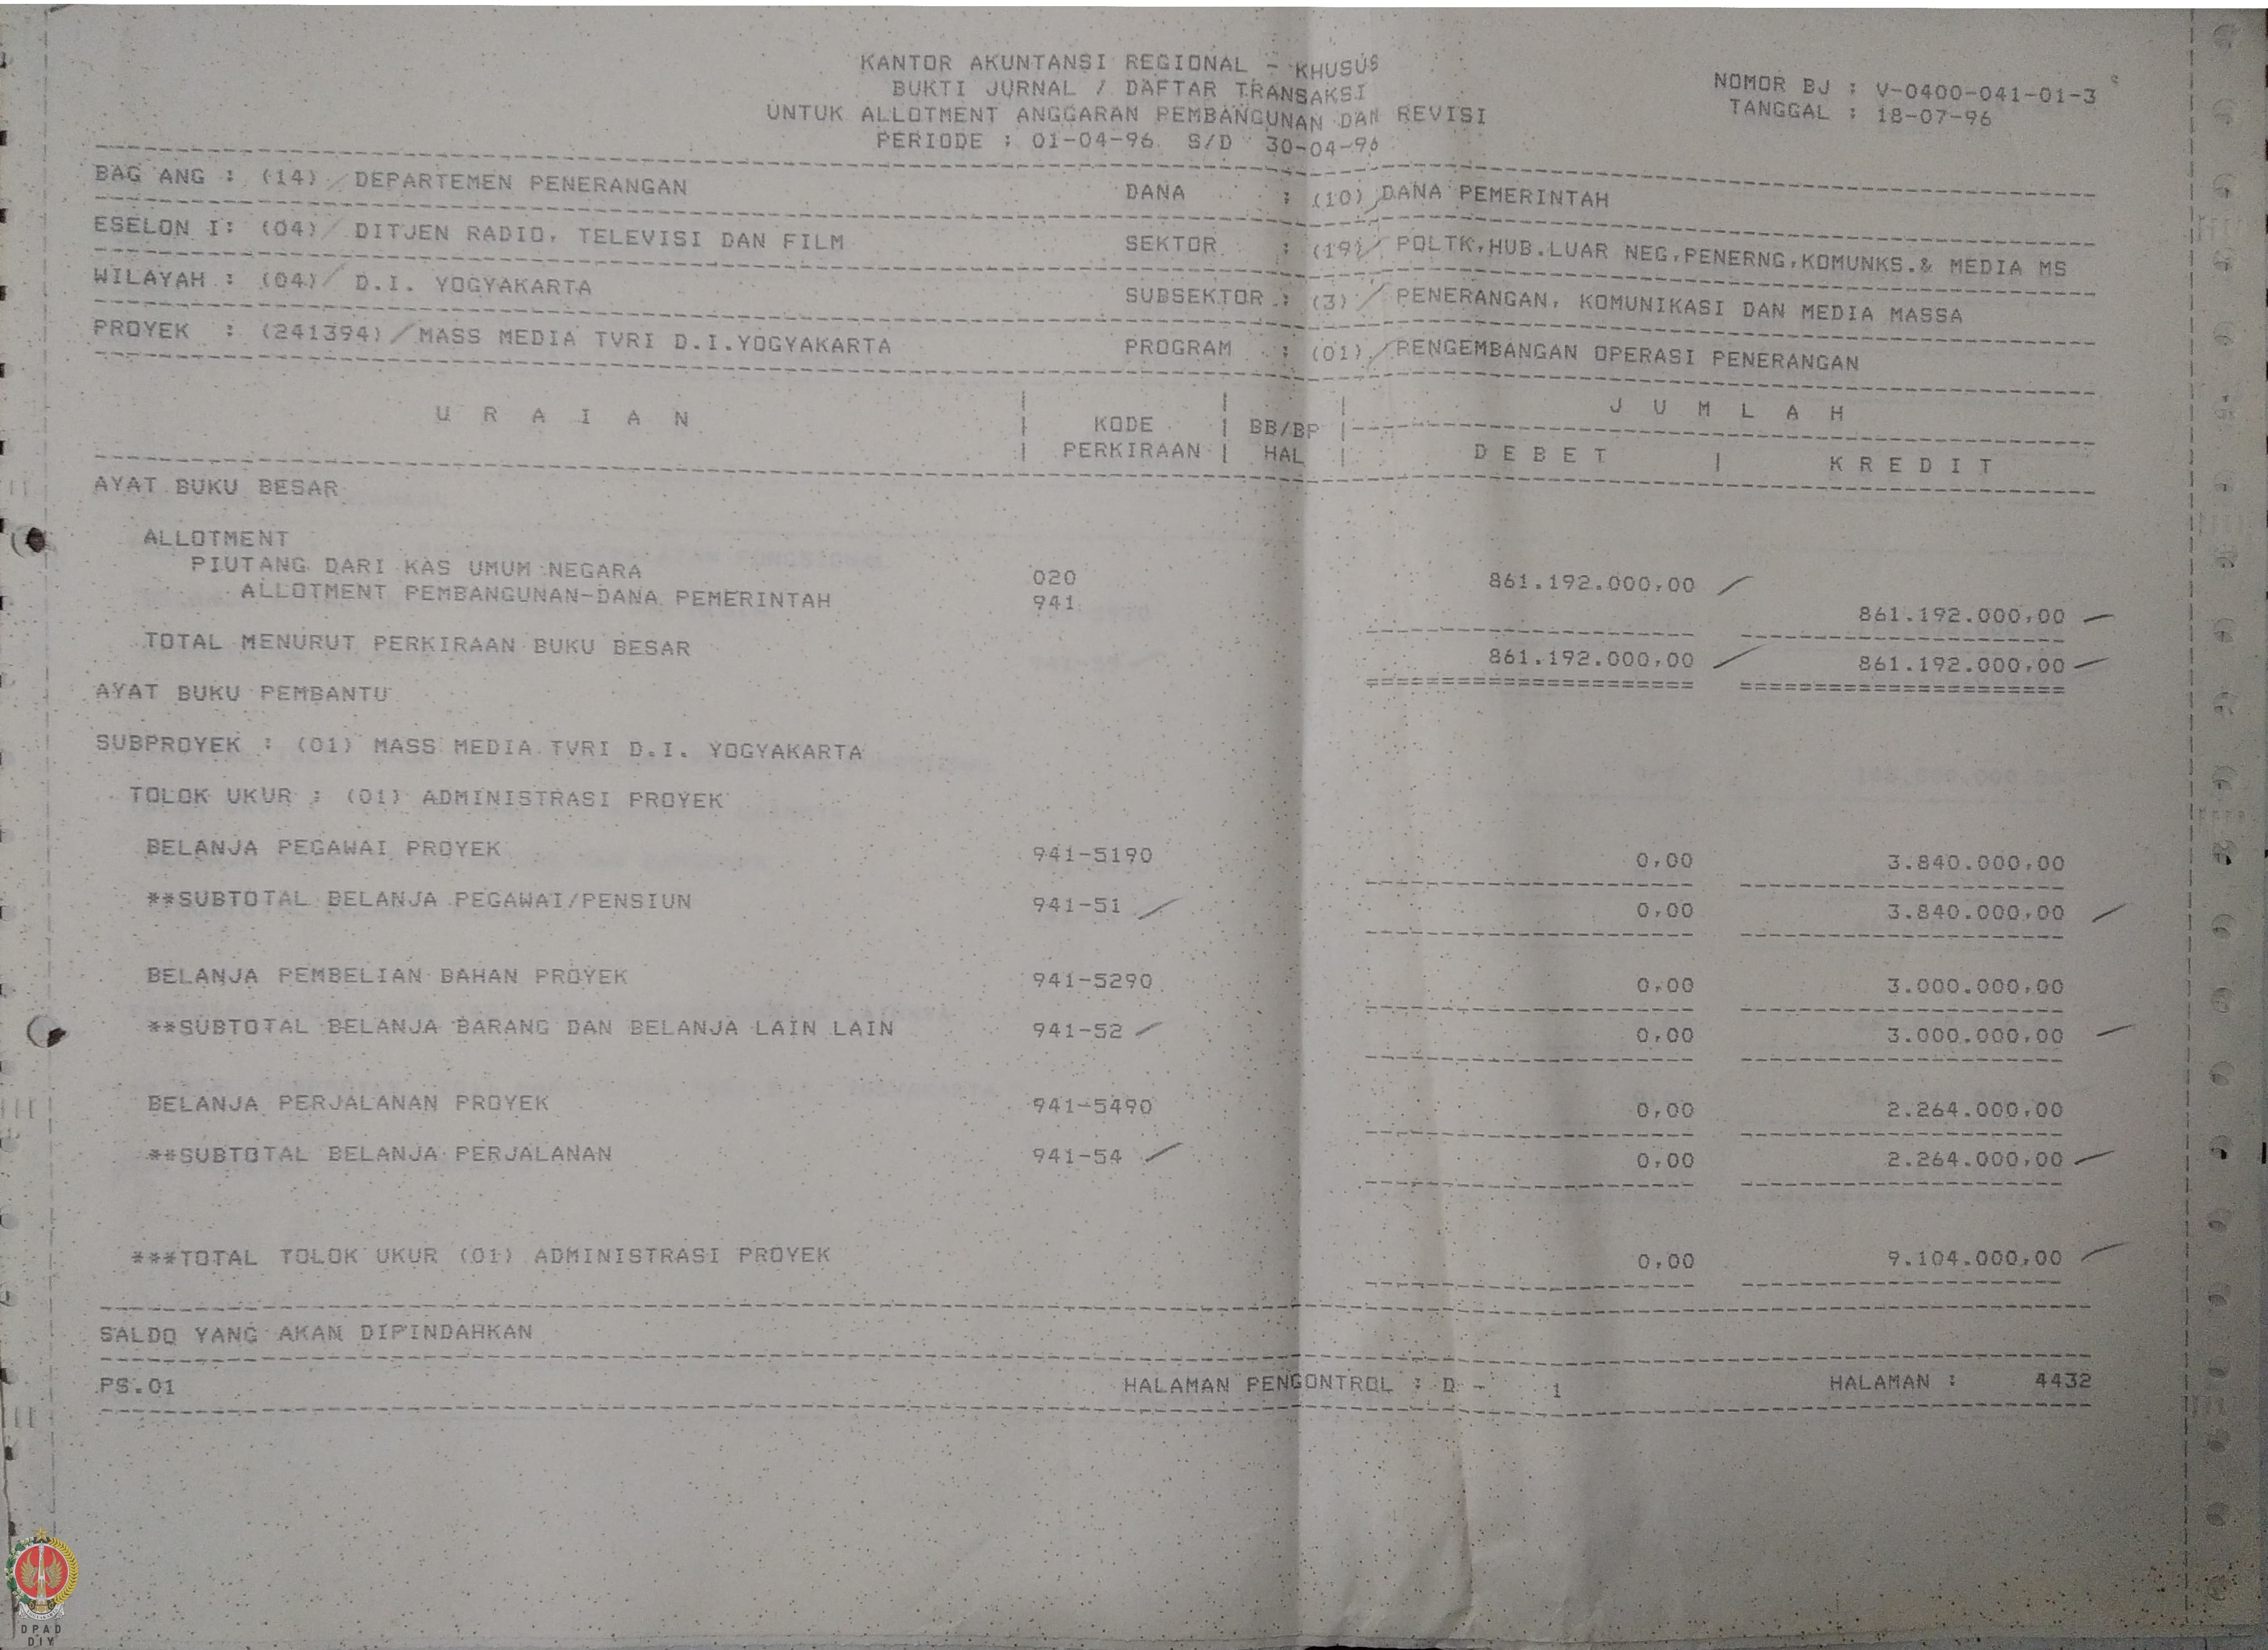 KANTOR AKUNTANSI REGIONAL - KHUSUS
BUKTI JURNAL / DAFTAR TRANSAKSI
UNTUK ALLOTMENT ANGGARAN PEMBANGUNAN DAN REVISI
PERIODE : 01-04-96 S/D 30-04-96
NOMOR BJ : V-0400-041-01-3
TANGGAL : 18-07-96
BAG ANG : (14) DEPARTEMEN PENERANGAN DANA : (10) DANA PEMERINTAH
ESELON I: (04) DITJEN RADIO, TELEVISI DAN FILM SEKTOR : (19) POLTK,HUB.LUAR NEG,PENERNG,KOMUNKS.& MEDIA MS
WILAYAH : (04) D.I. YOGYAKARTA SUBSEKTOR : (3) PENERANGAN, KOMUNIKASI DAN MEDIA MASSA
PROYEK : (241394) MASS MEDIA TVRI D.I.YOGYAKARTA PROGRAM : (01) PENGEMBANGAN OPERASI PENERANGAN
U R A I A N | KODE PERKIRAAN | BB/BP HAL | J U M L A H
D E B E T | K R E D I T
AYAT BUKU BESAR
ALLOTMENT
PIUTANG DARI KAS UMUM NEGARA 020 861.192.000,00
ALLOTMENT PEMBANGUNAN-DANA PEMERINTAH 941 861.192.000,00
TOTAL MENURUT PERKIRAAN BUKU BESAR 861.192.000,00 861.192.000,00
AYAT BUKU PEMBANTU
SUBPROYEK : (01) MASS MEDIA TVRI D.I. YOGYAKARTA
TOLOK UKUR : (01) ADMINISTRASI PROYEK
BELANJA PEGAWAI PROYEK 941-5190 0,00 3.840.000,00
**SUBTOTAL BELANJA PEGAWAI/PENSIUN 941-51 0,00 3.840.000,00
BELANJA PEMBELIAN BAHAN PROYEK 941-5290 0,00 3.000.000,00
**SUBTOTAL BELANJA BARANG DAN BELANJA LAIN LAIN 941-52 0,00 3.000.000,00
BELANJA PERJALANAN PROYEK 941-5490 0,00 2.264.000,00
**SUBTOTAL BELANJA PERJALANAN 941-54 0,00 2.264.000,00
***TOTAL TOLOK UKUR (01) ADMINISTRASI PROYEK 0,00 9.104.000,00
SALDO YANG AKAN DIPINDAHKAN
PS.01 HALAMAN PENGONTROL : D - 1 HALAMAN : 4432
DPAD
DIY